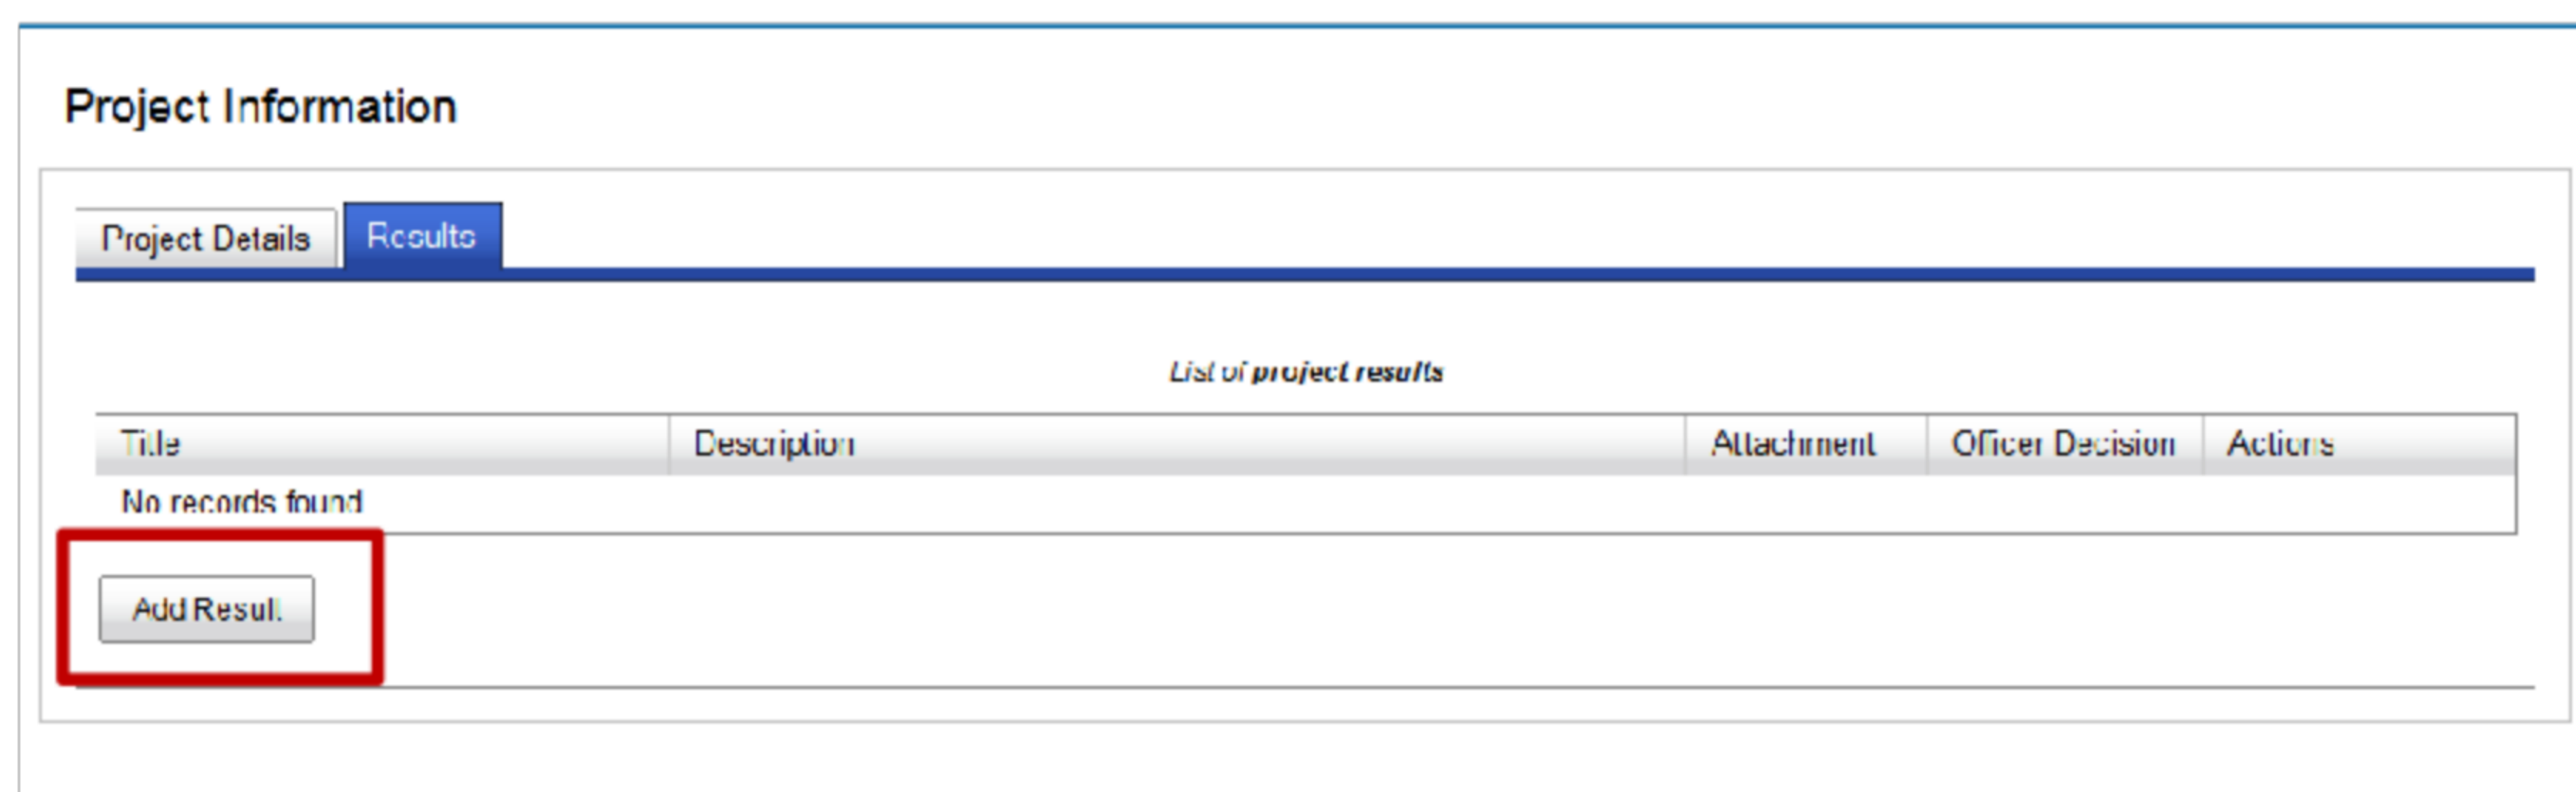 Project Information
Project Details Results
List of project results
Title Description Attachment Officer Decision Actions
No records found
Add Result